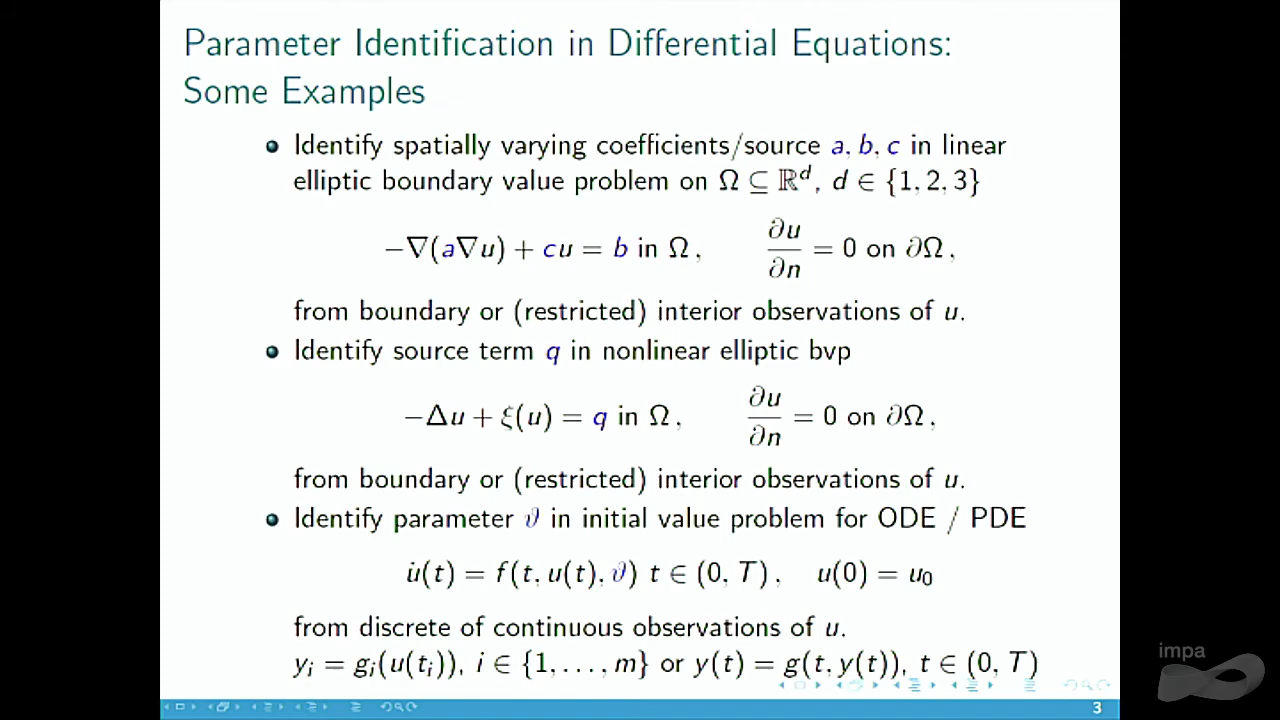 Parameter Identification in Differential Equations:
Some Examples
Identify spatially varying coefficients/source a, b, c in linear
elliptic boundary value problem on Ω ⊆ ℝᵈ, d ∈ {1, 2, 3}
−∇(a∇u) + cu = b in Ω, ∂u/∂n = 0 on ∂Ω,
from boundary or (restricted) interior observations of u.
Identify source term q in nonlinear elliptic bvp
−Δu + ξ(u) = q in Ω, ∂u/∂n = 0 on ∂Ω,
from boundary or (restricted) interior observations of u.
Identify parameter ϑ in initial value problem for ODE / PDE
u̇(t) = f(t, u(t), ϑ) t ∈ (0, T), u(0) = u₀
from discrete of continuous observations of u.
yᵢ = gᵢ(u(tᵢ)), i ∈ {1, . . . , m} or y(t) = g(t, y(t)), t ∈ (0, T)
impa
3